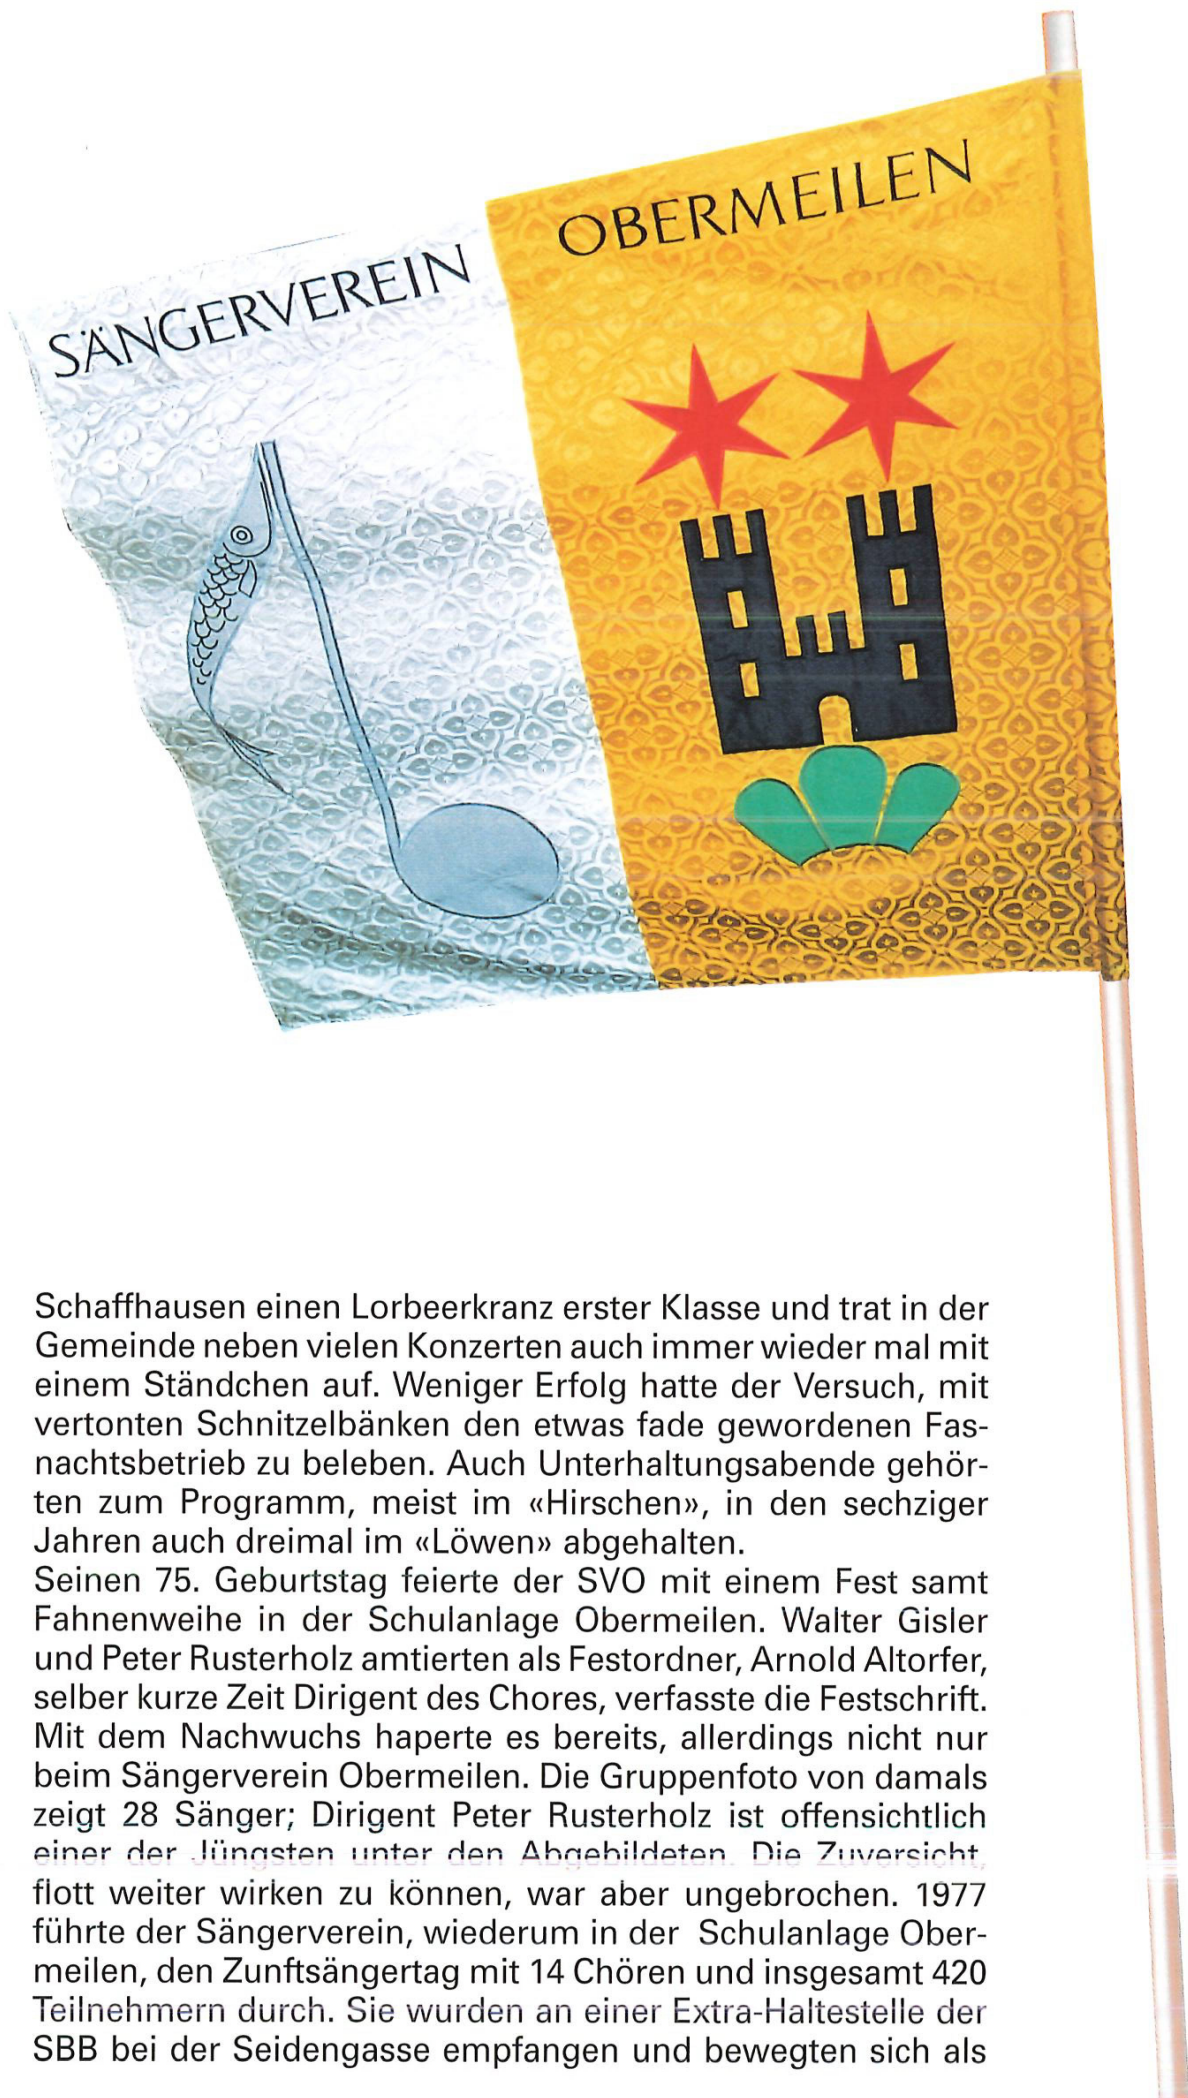 SÄNGERVEREIN OBERMEILEN
Schaffhausen einen Lorbeerkranz erster Klasse und trat in der
Gemeinde neben vielen Konzerten auch immer wieder mal mit
einem Ständchen auf. Weniger Erfolg hatte der Versuch, mit
vertonten Schnitzelbänken den etwas fade gewordenen Fas-
nachtsbetrieb zu beleben. Auch Unterhaltungsabende gehör-
ten zum Programm, meist im «Hirschen», in den sechziger
Jahren auch dreimal im «Löwen» abgehalten.
Seinen 75. Geburtstag feierte der SVO mit einem Fest samt
Fahnenweihe in der Schulanlage Obermeilen. Walter Gisler
und Peter Rusterholz amtierten als Festordner, Arnold Altorfer,
selber kurze Zeit Dirigent des Chores, verfasste die Festschrift.
Mit dem Nachwuchs haperte es bereits, allerdings nicht nur
beim Sängerverein Obermeilen. Die Gruppenfoto von damals
zeigt 28 Sänger; Dirigent Peter Rusterholz ist offensichtlich
einer der Jüngsten unter den Abgebildeten. Die Zuversicht,
flott weiter wirken zu können, war aber ungebrochen. 1977
führte der Sängerverein, wiederum in der Schulanlage Ober-
meilen, den Zunftsängertag mit 14 Chören und insgesamt 420
Teilnehmern durch. Sie wurden an einer Extra-Haltestelle der
SBB bei der Seidengasse empfangen und bewegten sich als